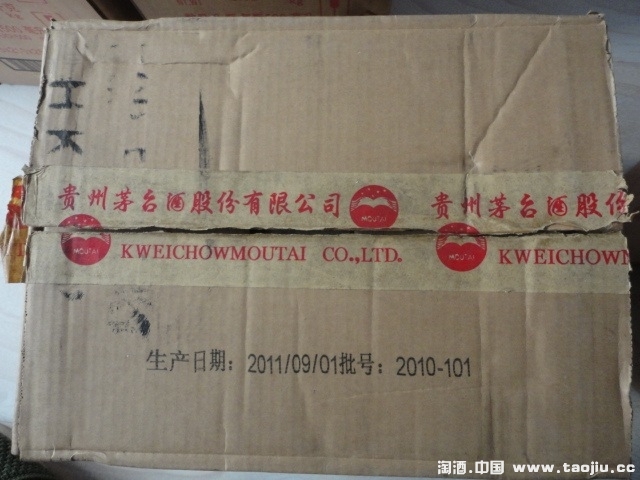 I
K
贵州茅台酒股份有限公司 MOUTAI 贵州茅台酒股份
MOUTAI KWEICHOWMOUTAI CO.,LTD. MOUTAI KWEICHOWN
生产日期: 2011/09/01批号: 2010-101
淘酒.中国 www.taojiu.cc